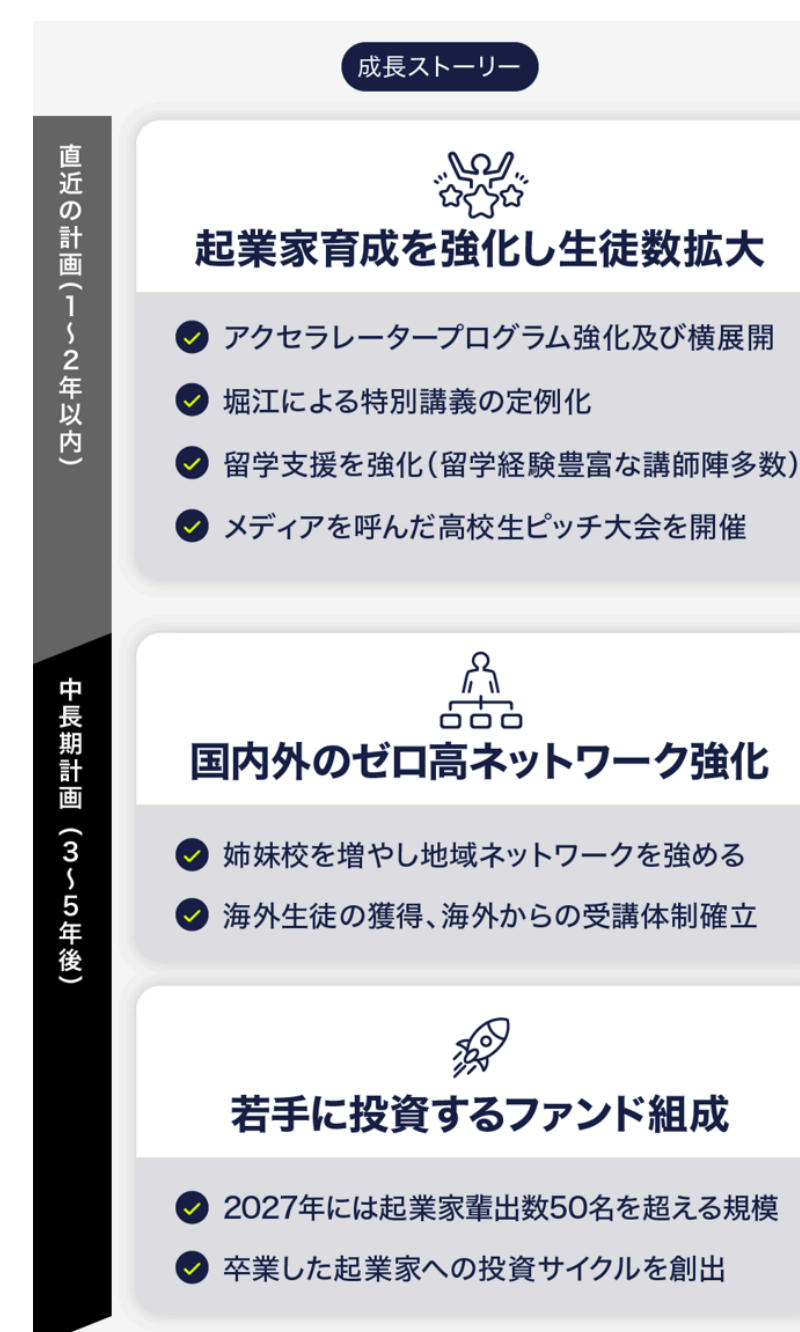 成長ストーリー
直近の計画(1〜2年以内)
起業家育成を強化し生徒数拡大
アクセラレータープログラム強化及び横展開
堀江による特別講義の定例化
留学支援を強化(留学経験豊富な講師陣多数)
メディアを呼んだ高校生ピッチ大会を開催
中長期計画(3〜5年後)
国内外のゼロ高ネットワーク強化
姉妹校を増やし地域ネットワークを強める
海外生徒の獲得、海外からの受講体制確立
若手に投資するファンド組成
2027年には起業家輩出数50名を超える規模
卒業した起業家への投資サイクルを創出